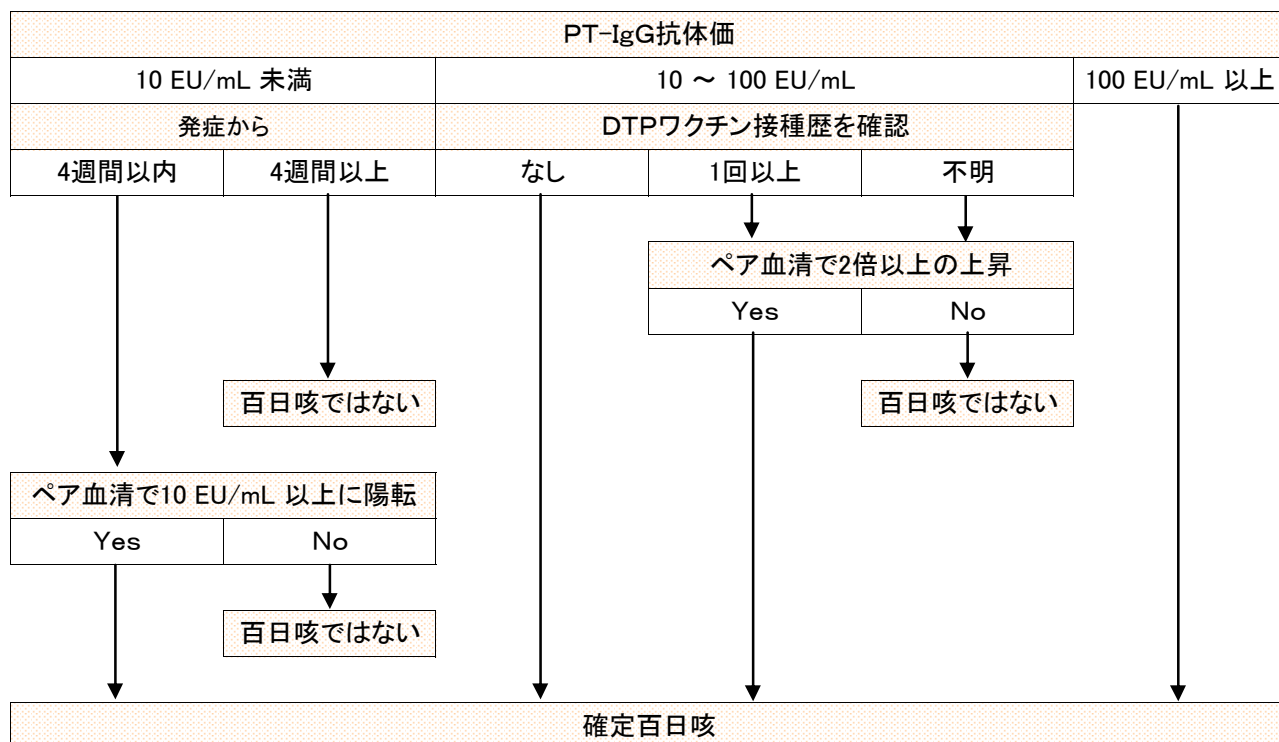 PT-IgG抗体価
10 EU/mL 未満
10 ～ 100 EU/mL
100 EU/mL 以上
発症から
DTPワクチン接種歴を確認
4週間以内
4週間以上
なし
1回以上
不明
ペア血清で2倍以上の上昇
Yes
No
百日咳ではない
百日咳ではない
ペア血清で10 EU/mL 以上に陽転
Yes
No
百日咳ではない
確定百日咳